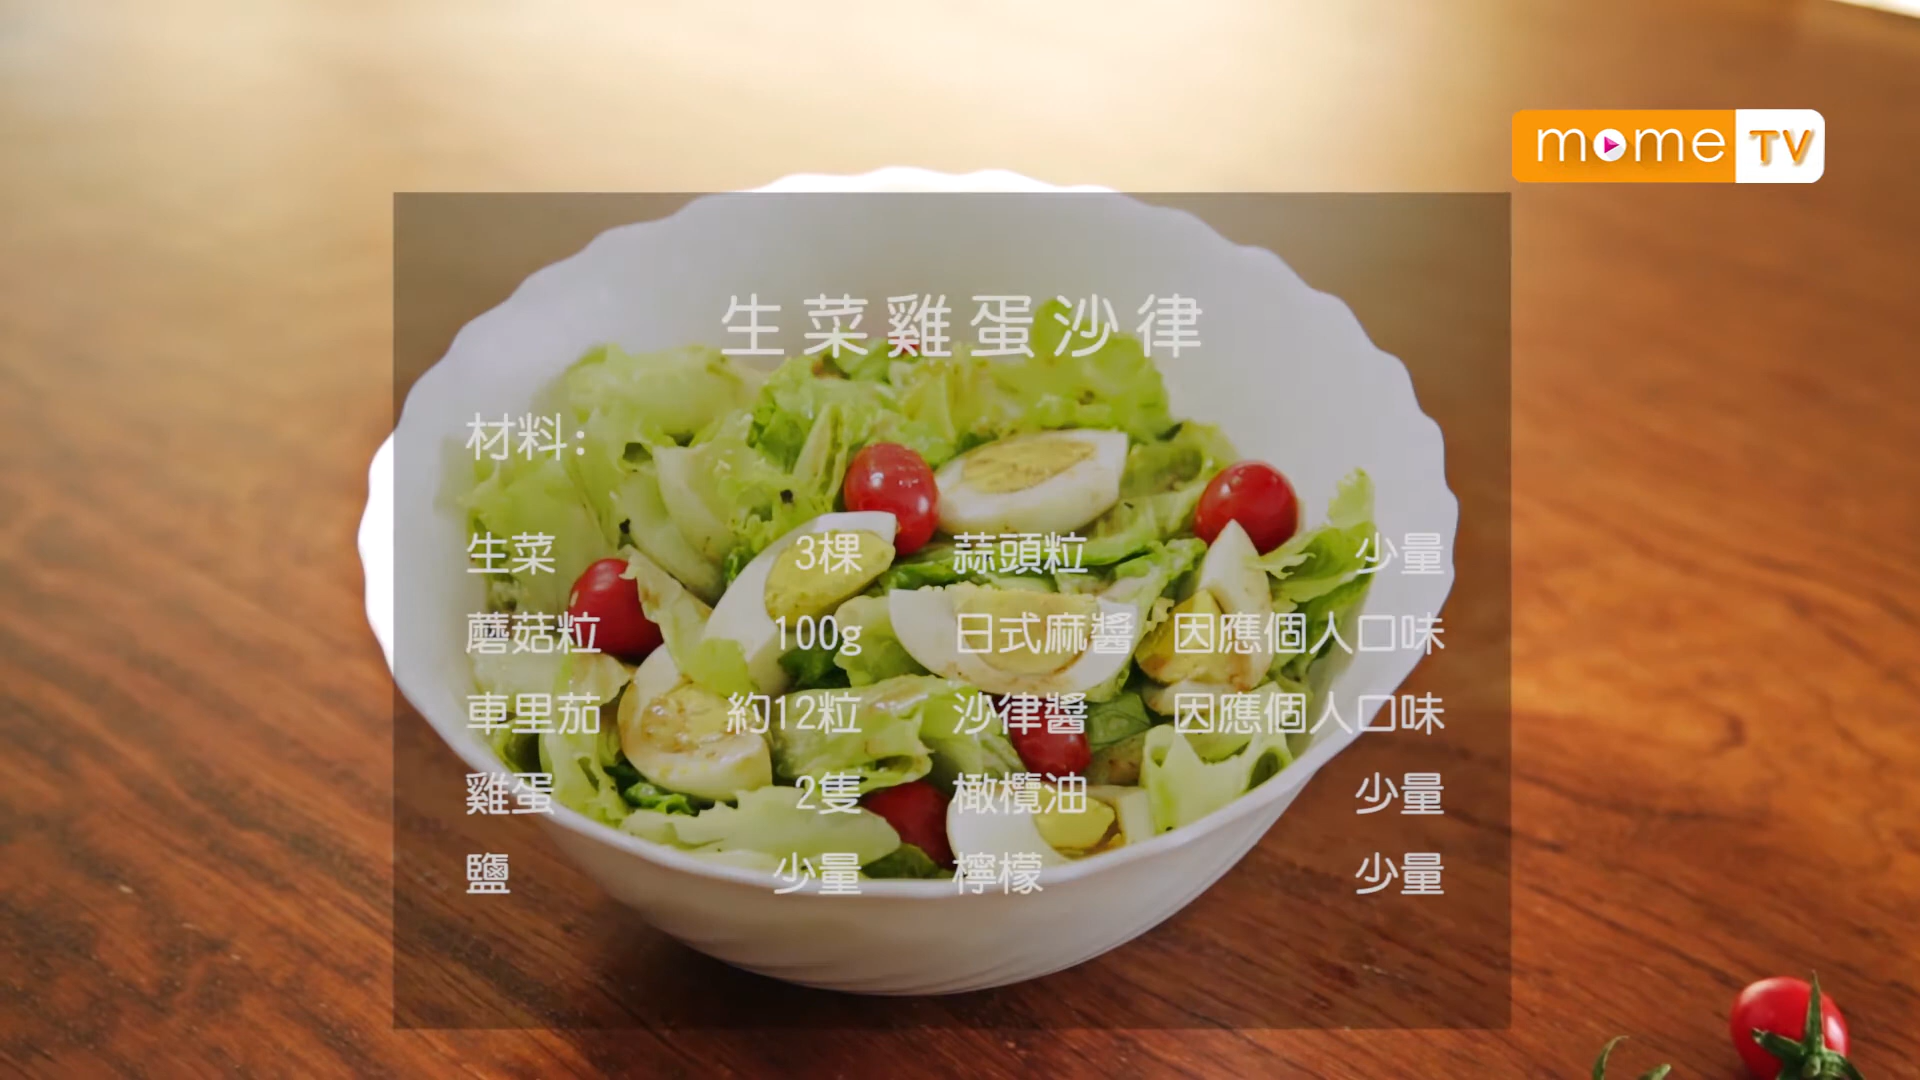 mome TV
生菜雞蛋沙律
材料:
生菜 3棵 蒜頭粒 少量
蘑菇粒 100g 日式麻醬 因應個人口味
車里茄 約12粒 沙律醬 因應個人口味
雞蛋 2隻 橄欖油 少量
鹽 少量 檸檬 少量